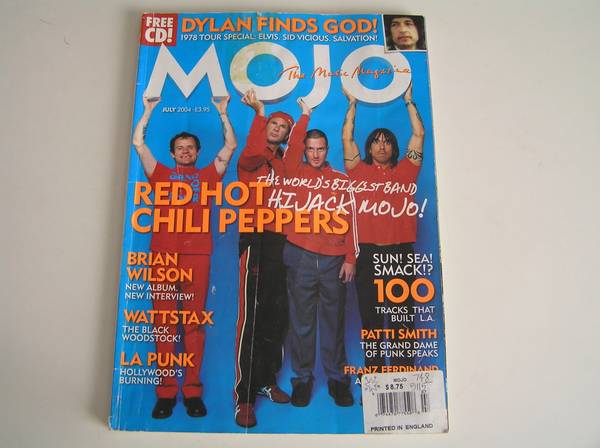 FREE CD!
DYLAN FINDS GOD!
1978 TOUR SPECIAL: ELVIS, SID VICIOUS, SALVATION!
MOJO
The Music Magazine
JULY 2004 · £3.95
THE WORLD'S BIGGEST BAND
HIJACK MOJO!
RED HOT
CHILI PEPPERS
BRIAN
WILSON
NEW ALBUM,
NEW INTERVIEW!
WATTSTAX
THE BLACK
WOODSTOCK!
LA PUNK
HOLLYWOOD'S
BURNING!
SUN! SEA!
SMACK!?
100
TRACKS THAT
BUILT L.A.
PATTI SMITH
THE GRAND DAME
OF PUNK SPEAKS
FRANZ FERDINAND
MOJO
$8.75
PRINTED IN ENGLAND